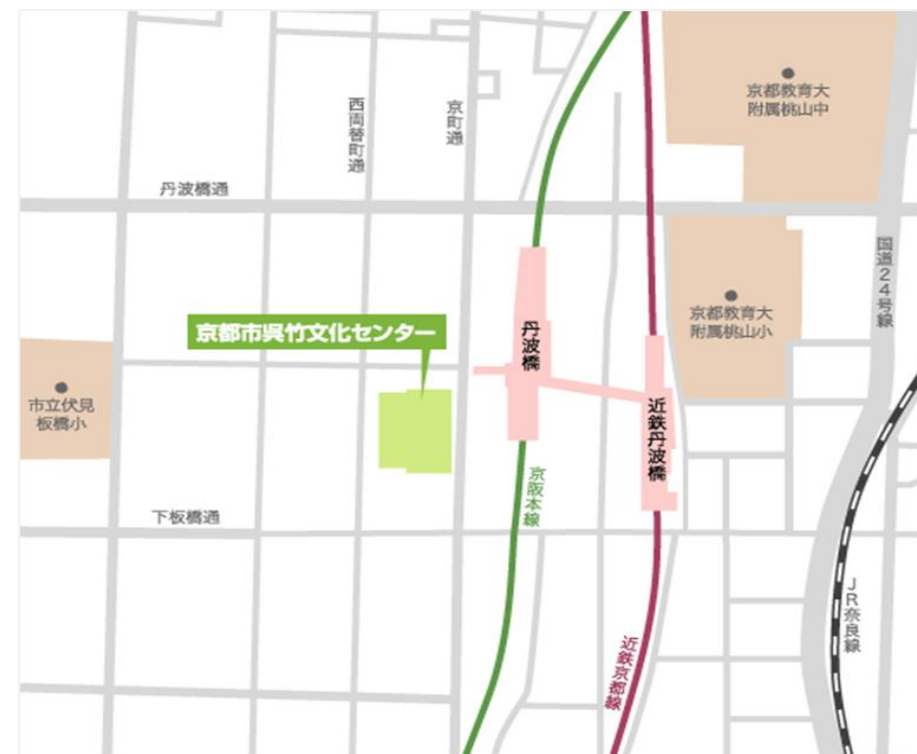 京都教育大
附属桃山中
西両替町通
京町通
丹波橋通
国道24号線
京都教育大
附属桃山小
京都市呉竹文化センター
丹波橋
市立伏見
板橋小
近鉄丹波橋
京阪本線
下板橋通
JR奈良線
近鉄京都線